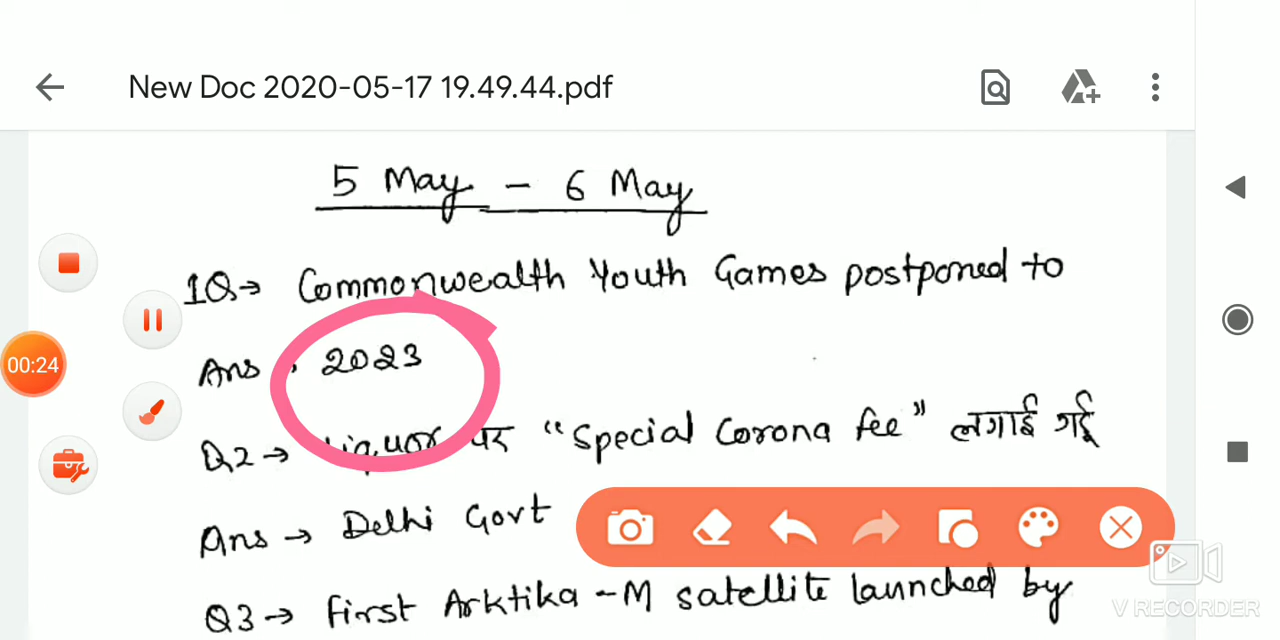 New Doc 2020-05-17 19.49.44.pdf
5 May - 6 May
1Q→ Commonwealth Youth Games postponed to
00:24
Ans 2023
Q2→ Liquor पर "Special Corona fee" लगाई गई
Ans → Delhi Govt
Q3→ First Arktika-M satellite launched by
V RECORDER